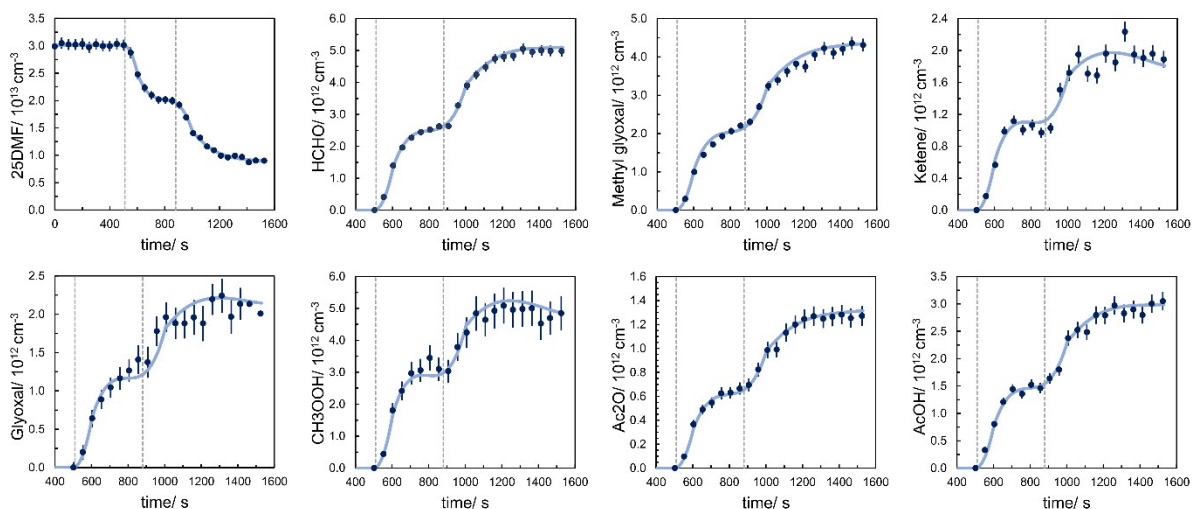 25DMF/ 10¹³ cm⁻³
3.5
3.0
2.5
2.0
1.5
1.0
0.5
0.0
0 200 400 600 800 1000 1200 1400 1600
time/ s
HCHO/ 10¹² cm⁻³
6.0
5.0
4.0
3.0
2.0
1.0
0.0
400 600 800 1000 1200 1400 1600
time/ s
Methyl glyoxal/ 10¹² cm⁻³
5.0
4.0
3.0
2.0
1.0
0.0
400 600 800 1000 1200 1400 1600
time/ s
Ketene/ 10¹² cm⁻³
2.4
2.0
1.6
1.2
0.8
0.4
0.0
400 600 800 1000 1200 1400 1600
time/ s
Glyoxal/ 10¹² cm⁻³
2.5
2.0
1.5
1.0
0.5
0.0
400 600 800 1000 1200 1400 1600
time/ s
CH3OOH/ 10¹² cm⁻³
6.0
5.0
4.0
3.0
2.0
1.0
0.0
400 600 800 1000 1200 1400 1600
time/ s
Ac2O/ 10¹² cm⁻³
1.6
1.4
1.2
1.0
0.8
0.6
0.4
0.2
0.0
400 600 800 1000 1200 1400 1600
time/ s
AcOH/ 10¹² cm⁻³
3.5
3.0
2.5
2.0
1.5
1.0
0.5
0.0
400 600 800 1000 1200 1400 1600
time/ s